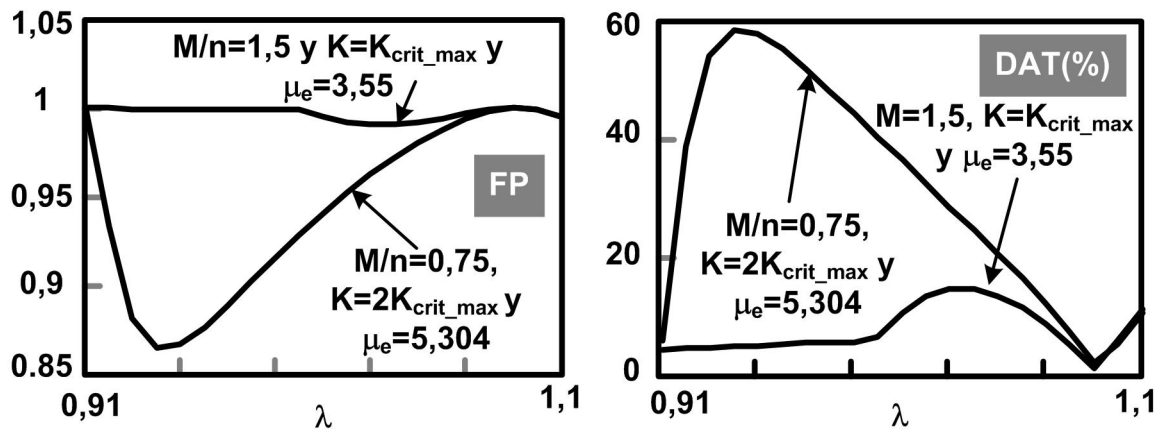 1,05
M/n=1,5 y K=Kcrit_max y
μe=3,55
1
0,95
FP
M/n=0,75,
K=2Kcrit_max y
μe=5,304
0,9
0.85
0,91
λ
1,1
60
DAT(%)
M=1,5, K=Kcrit_max
y μe=3,55
40
M/n=0,75,
K=2Kcrit_max y
μe=5,304
20
0
0,91
λ
1,1